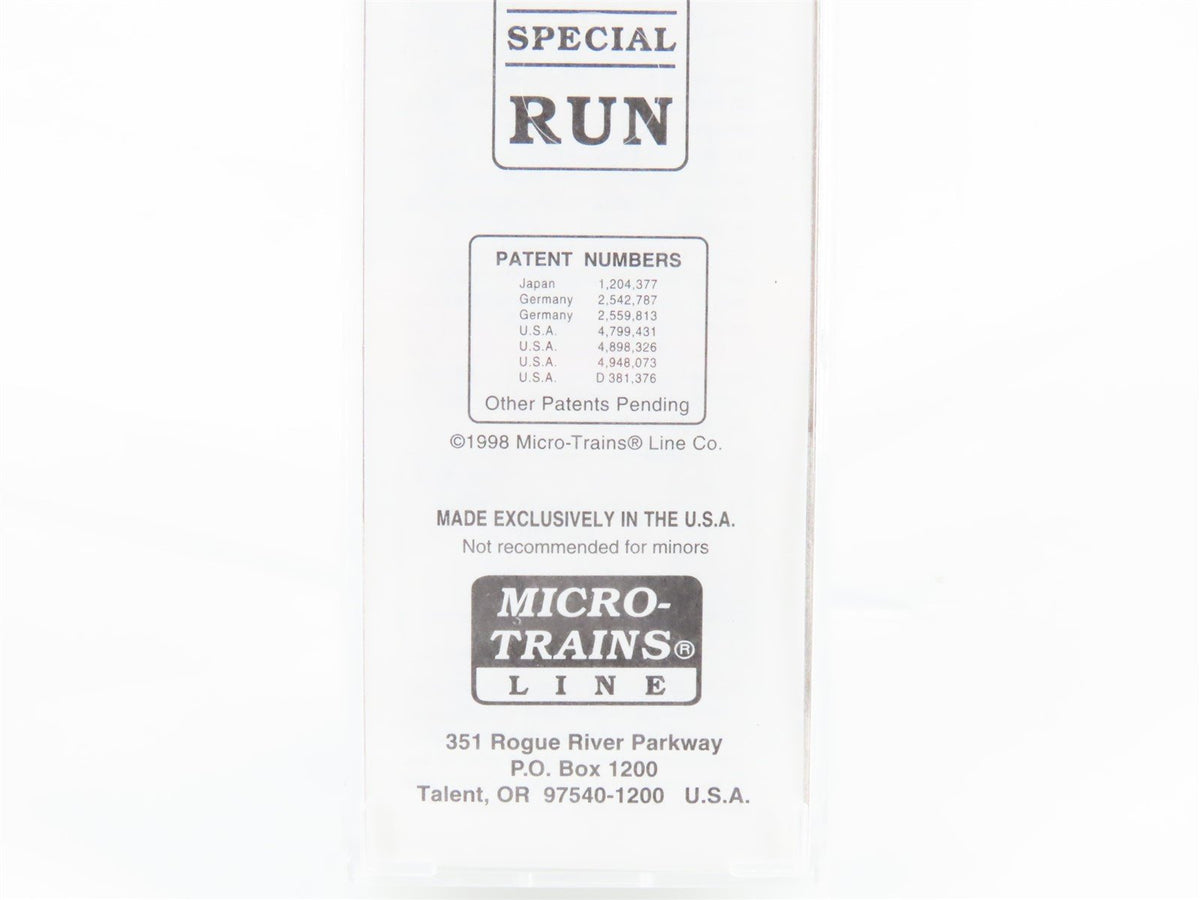 SPECIAL
RUN
PATENT NUMBERS
Japan 1,204,377
Germany 2,542,787
Germany 2,559,813
U.S.A. 4,799,431
U.S.A. 4,898,326
U.S.A. 4,948,073
U.S.A. D 381,376
Other Patents Pending
©1998 Micro-Trains® Line Co.
MADE EXCLUSIVELY IN THE U.S.A.
Not recommended for minors
MICRO-
TRAINS®
LINE
351 Rogue River Parkway
P.O. Box 1200
Talent, OR 97540-1200 U.S.A.